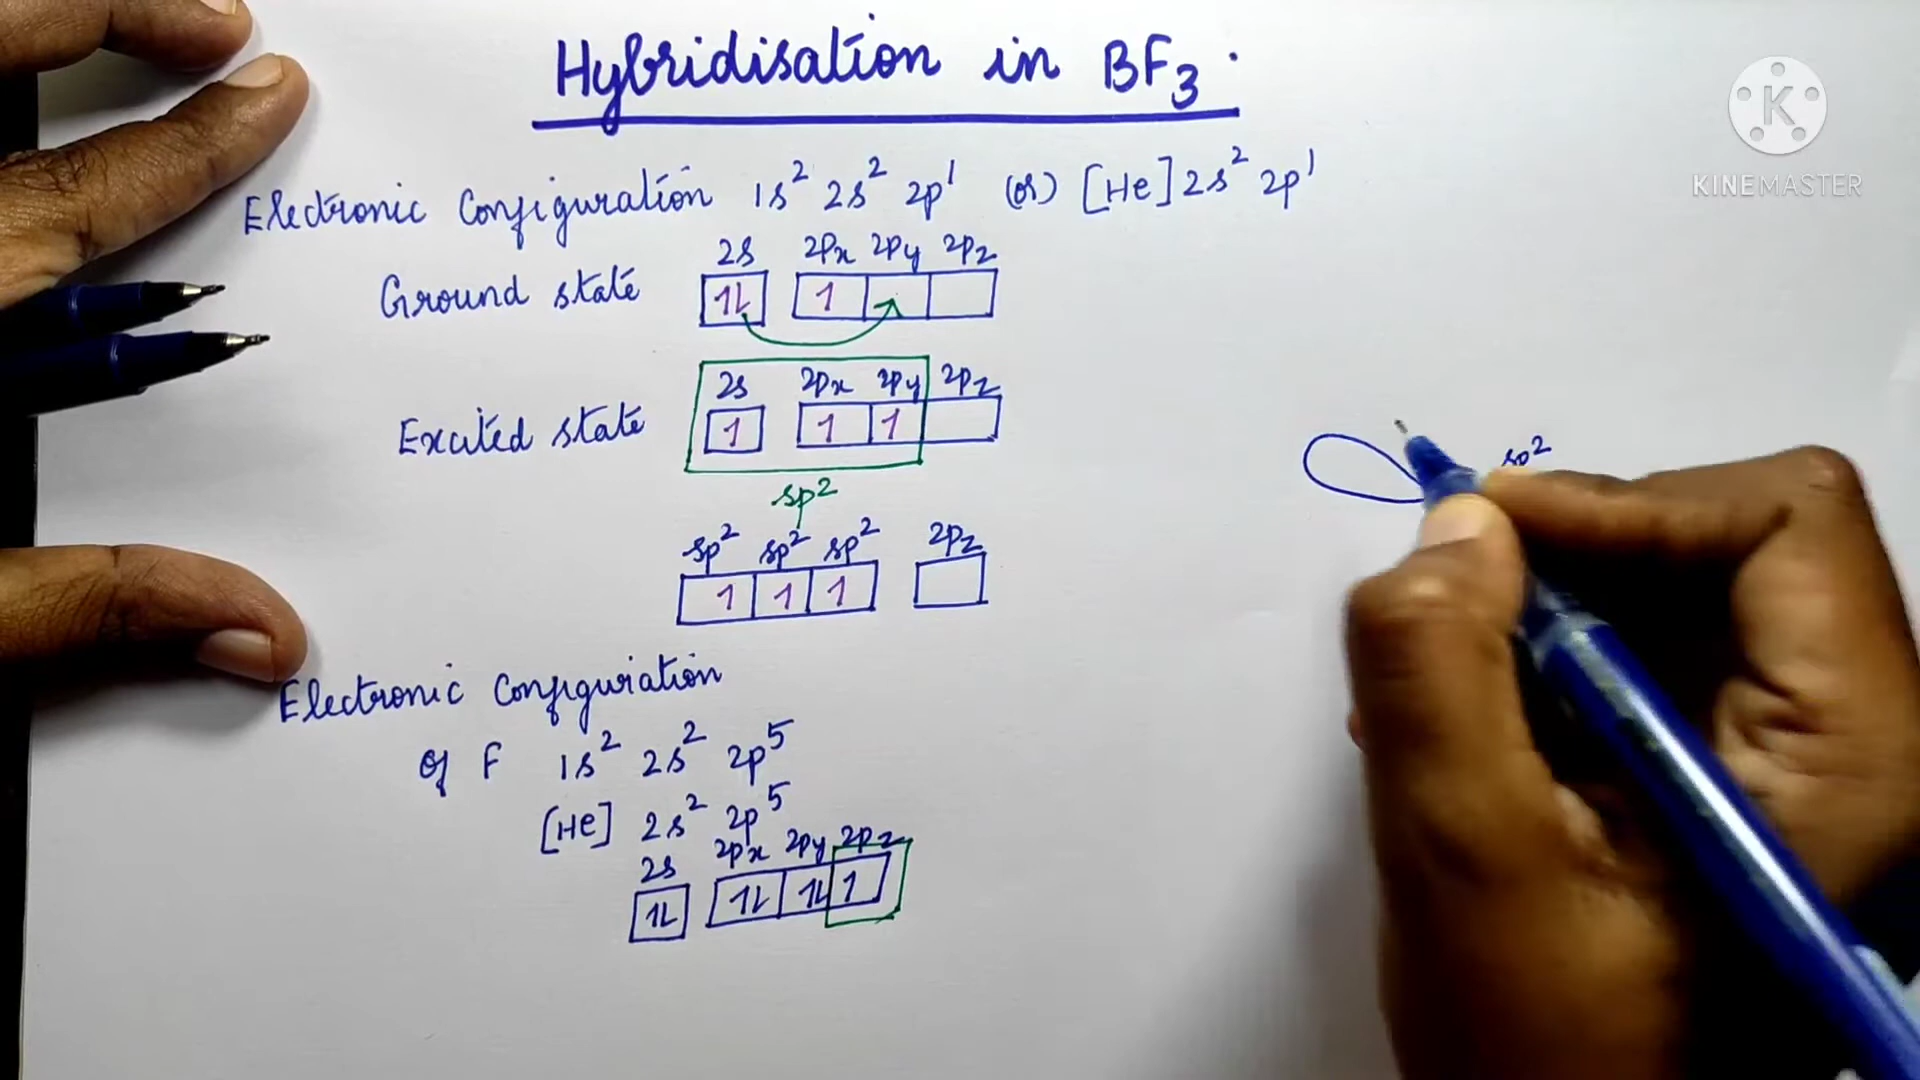 Hybridisation in BF₃.
Electronic Configuration 1s² 2s² 2p¹ (or) [He] 2s² 2p¹
2s 2px 2py 2pz
Ground state 1L 1
2s 2px 2py 2pz
Excited state 1 1 1
sp²
sp² sp² sp² 2pz
1 1 1
Electronic Configuration
of F 1s² 2s² 2p⁵
[He] 2s² 2p⁵
2s 2px 2py 2pz
1L 1L 1L 1
sp²
KINEMASTER